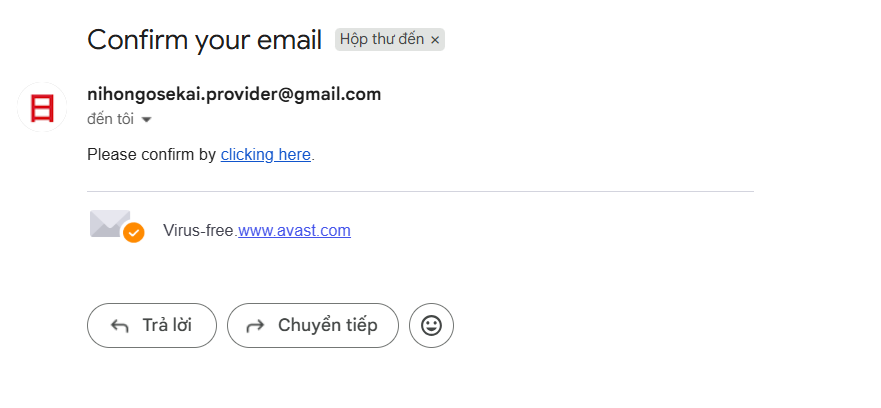 Confirm your email Hộp thư đến ×
日
nihongosekai.provider@gmail.com
đến tôi
Please confirm by clicking here.
Virus-free.www.avast.com
Trả lời Chuyển tiếp